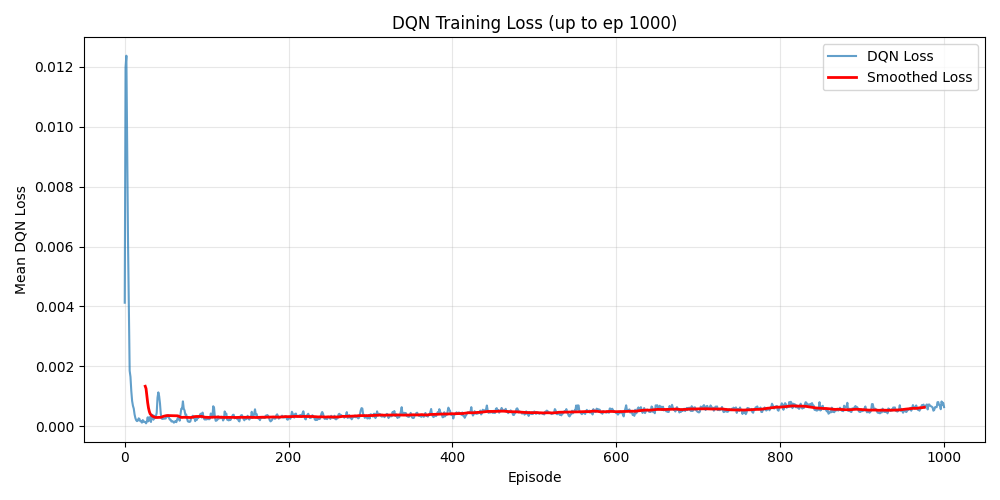 DQN Training Loss (up to ep 1000)
DQN Loss
Smoothed Loss
Mean DQN Loss
0.012
0.010
0.008
0.006
0.004
0.002
0.000
0
200
400
600
800
1000
Episode